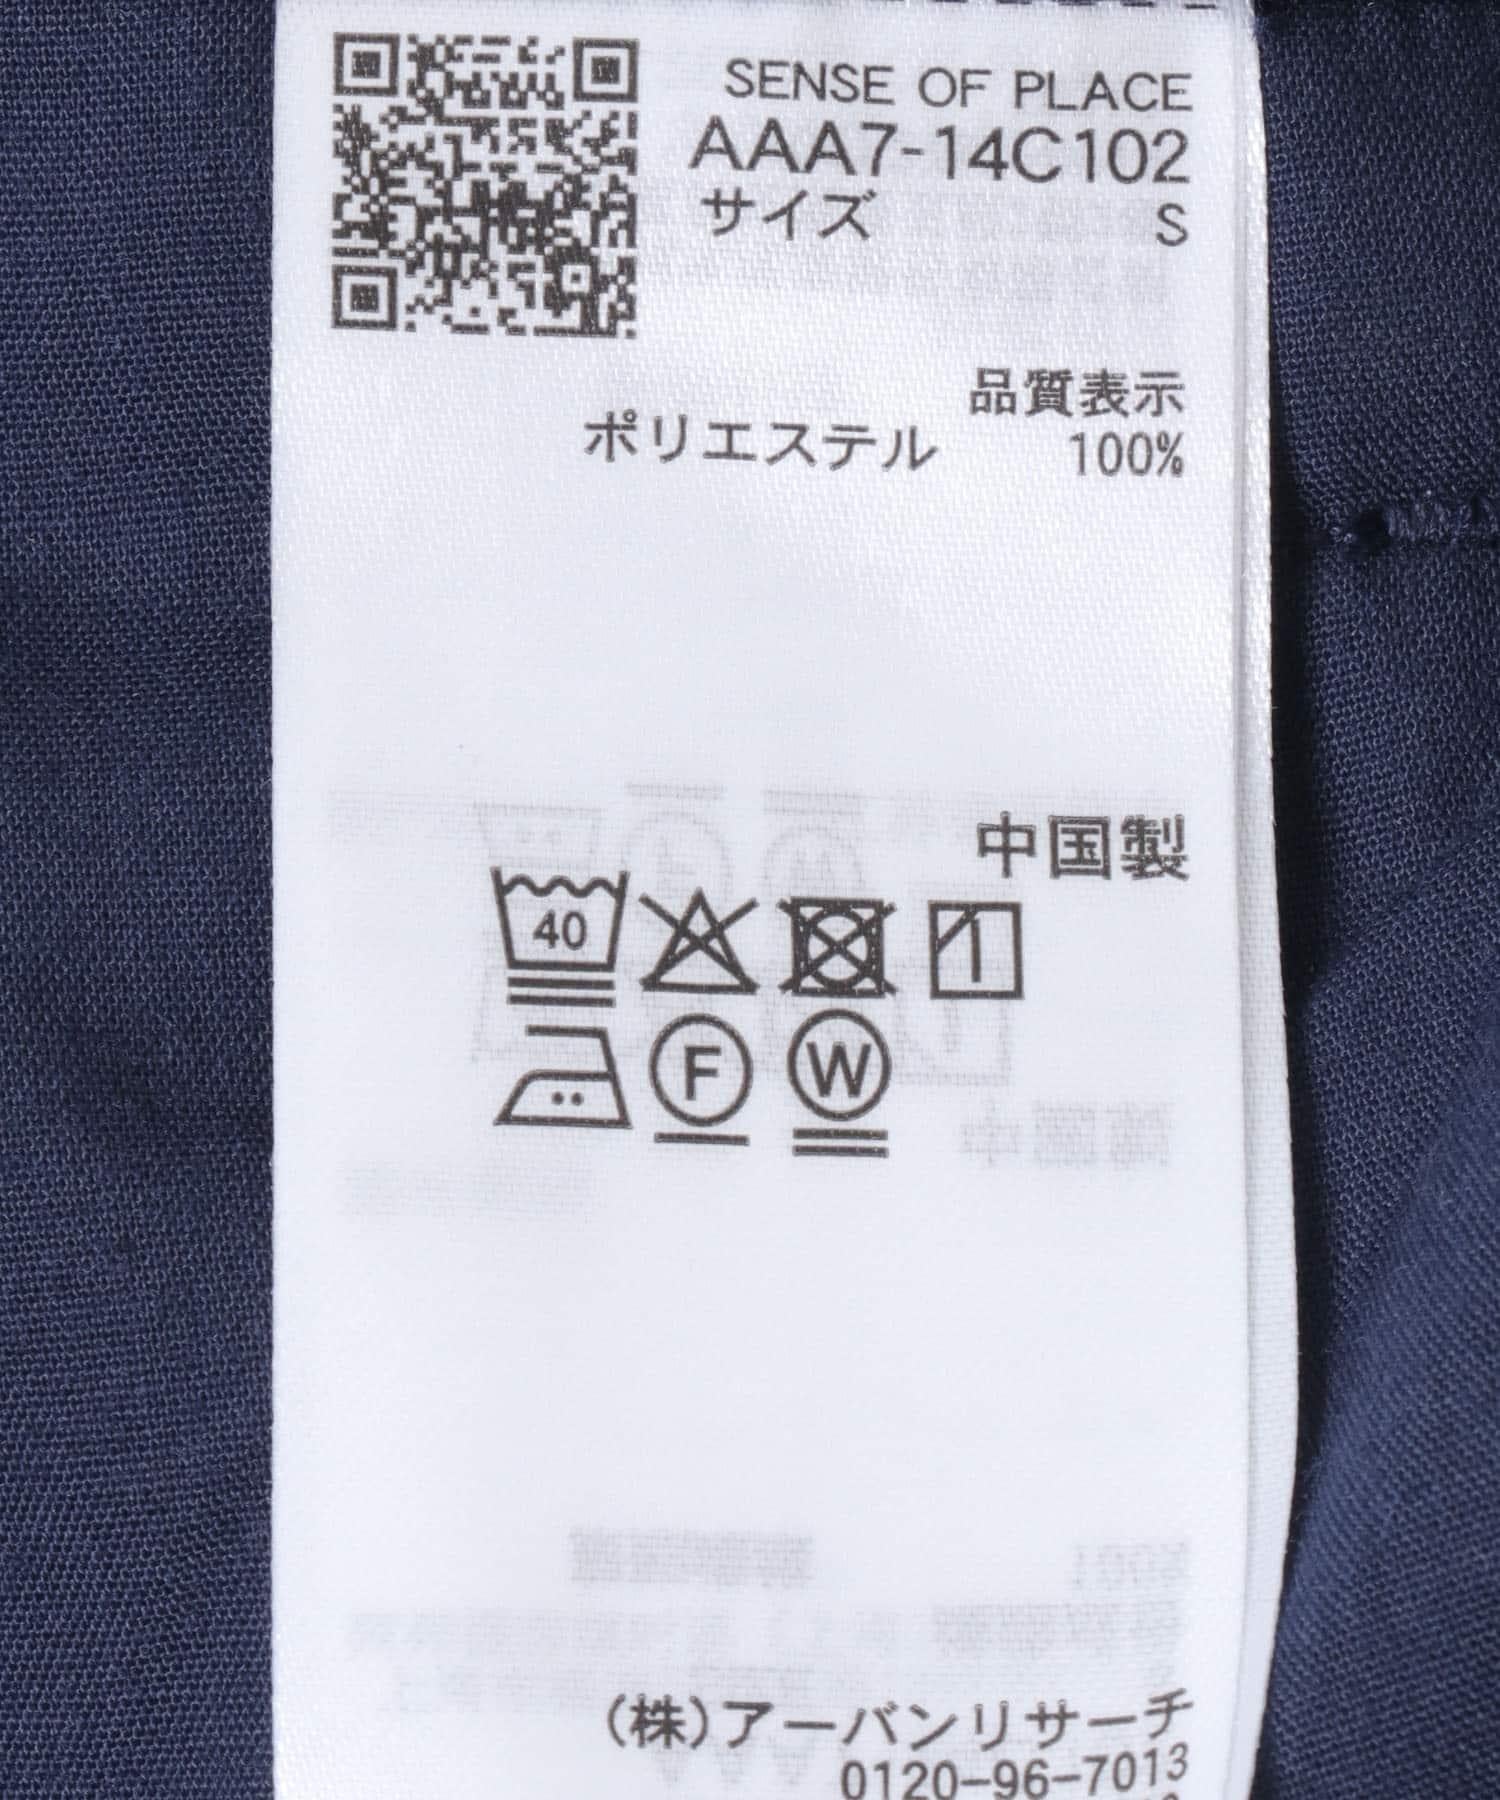 SENSE OF PLACE
AAA7-14C102
サイズ S
品質表示
ポリエステル 100%
中国製
40
1
F W
(株)アーバンリサーチ
0120-96-7013